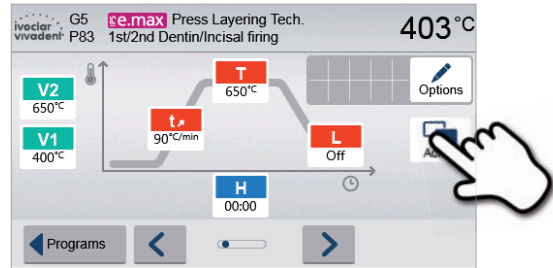 ivoclar
vivadent
G5
P83
IPS e.max Press Layering Tech.
1st/2nd Dentin/Incisal firing
403°C
V2
650°C
V1
400°C
t↗
90°C/min
T
650°C
L
Off
H
00:00
Options
Programs